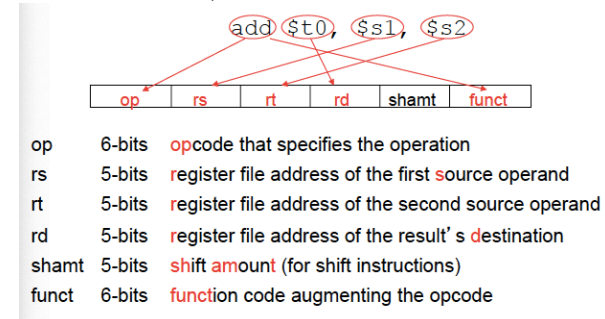 add $t0, $s1, $s2
op rs rt rd shamt funct
op 6-bits opcode that specifies the operation
rs 5-bits register file address of the first source operand
rt 5-bits register file address of the second source operand
rd 5-bits register file address of the result's destination
shamt 5-bits shift amount (for shift instructions)
funct 6-bits function code augmenting the opcode